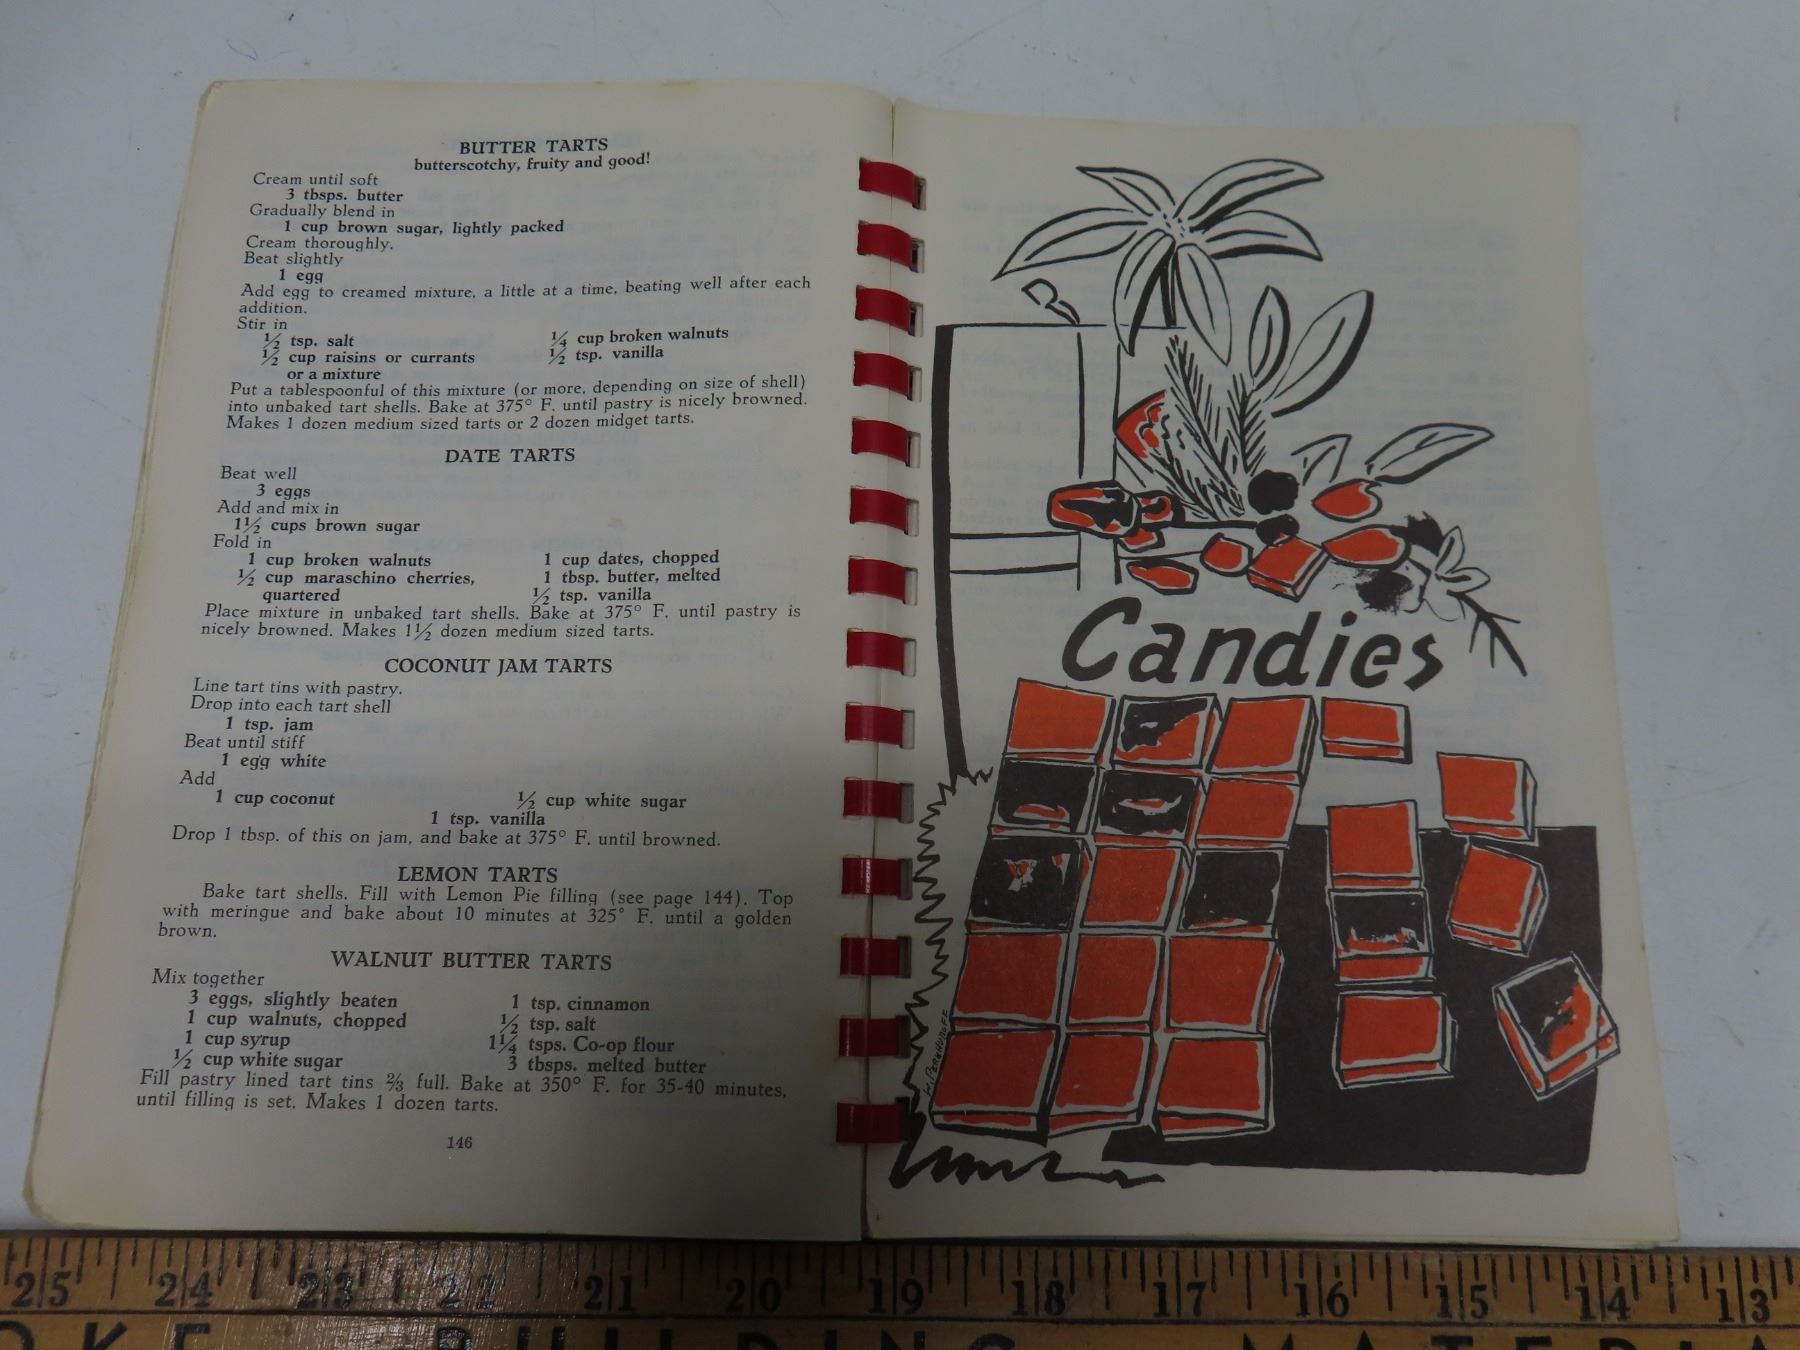 BUTTER TARTS
butterscotchy, fruity and good!
Cream until soft
3 tbsps. butter
Gradually blend in
1 cup brown sugar, lightly packed
Cream thoroughly.
Beat slightly
1 egg
Add egg to creamed mixture, a little at a time, beating well after each
addition.
Stir in
½ tsp. salt ¼ cup broken walnuts
½ cup raisins or currants ½ tsp. vanilla
or a mixture
Put a tablespoonful of this mixture (or more, depending on size of shell)
into unbaked tart shells. Bake at 375° F. until pastry is nicely browned.
Makes 1 dozen medium sized tarts or 2 dozen midget tarts.
DATE TARTS
Beat well
3 eggs
Add and mix in
1½ cups brown sugar
Fold in
1 cup broken walnuts 1 cup dates, chopped
½ cup maraschino cherries, 1 tbsp. butter, melted
quartered ½ tsp. vanilla
Place mixture in unbaked tart shells. Bake at 375° F. until pastry is
nicely browned. Makes 1½ dozen medium sized tarts.
COCONUT JAM TARTS
Line tart tins with pastry.
Drop into each tart shell
1 tsp. jam
Beat until stiff
1 egg white
Add
1 cup coconut ½ cup white sugar
1 tsp. vanilla
Drop 1 tbsp. of this on jam, and bake at 375° F. until browned.
LEMON TARTS
Bake tart shells. Fill with Lemon Pie filling (see page 144). Top
with meringue and bake about 10 minutes at 325° F. until a golden
brown.
WALNUT BUTTER TARTS
Mix together
3 eggs, slightly beaten 1 tsp. cinnamon
1 cup walnuts, chopped ½ tsp. salt
1 cup syrup 1¼ tsps. Co-op flour
½ cup white sugar 3 tbsps. melted butter
Fill pastry lined tart tins ⅔ full. Bake at 350° F. for 35-40 minutes,
until filling is set. Makes 1 dozen tarts.
146
Candies
25 24 23 22 21 20 19 18 17 16 15 14 13
OKE BUILDING MATERIA